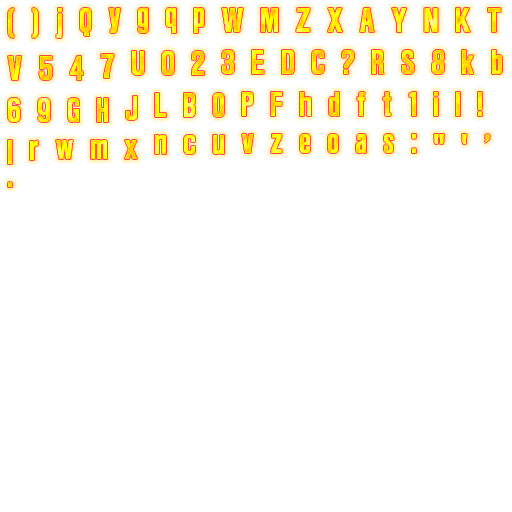 ( ) j Q y g q p W M Z X A Y N K T
V 5 4 7 U O 2 3 E D C ? R S 8 k b
6 9 G H J L B 0 P F h d f t 1 i I !
l r w m x n c u v z e o a s : " ' ’
.